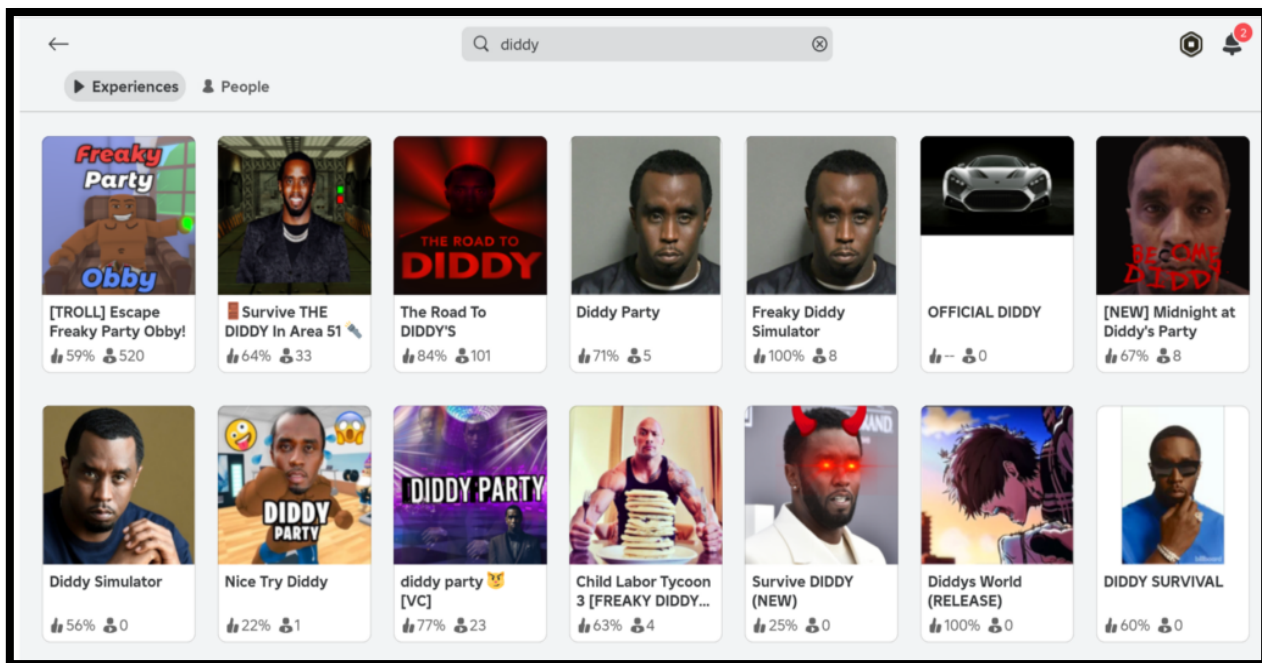 diddy
2
Experiences
People
Freaky
Party
Obby
THE ROAD TO
DIDDY
BECOME
DIDDY
[TROLL] Escape
Freaky Party Obby!
59% 520
🚪Survive THE
DIDDY In Area 51 🔦
64% 33
The Road To
DIDDY'S
84% 101
Diddy Party
71% 5
Freaky Diddy
Simulator
100% 8
OFFICIAL DIDDY
-- 0
[NEW] Midnight at
Diddy's Party
67% 8
DIDDY
PARTY
DIDDY PARTY
AND
billboard
Diddy Simulator
56% 0
Nice Try Diddy
22% 1
diddy party 😼
[VC]
77% 23
Child Labor Tycoon
3 [FREAKY DIDDY...
63% 4
Survive DIDDY
(NEW)
25% 0
Diddys World
(RELEASE)
100% 0
DIDDY SURVIVAL
60% 0